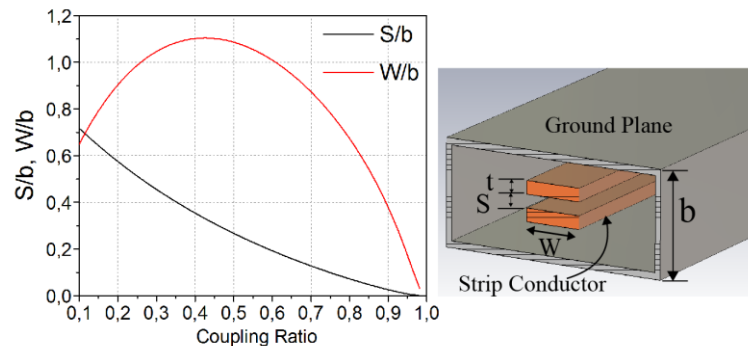 1,2
1,0
0,8
0,6
0,4
0,2
0,0
S/b, W/b
S/b
W/b
0,1 0,2 0,3 0,4 0,5 0,6 0,7 0,8 0,9 1,0
Coupling Ratio
Ground Plane
t
S
b
W
Strip Conductor